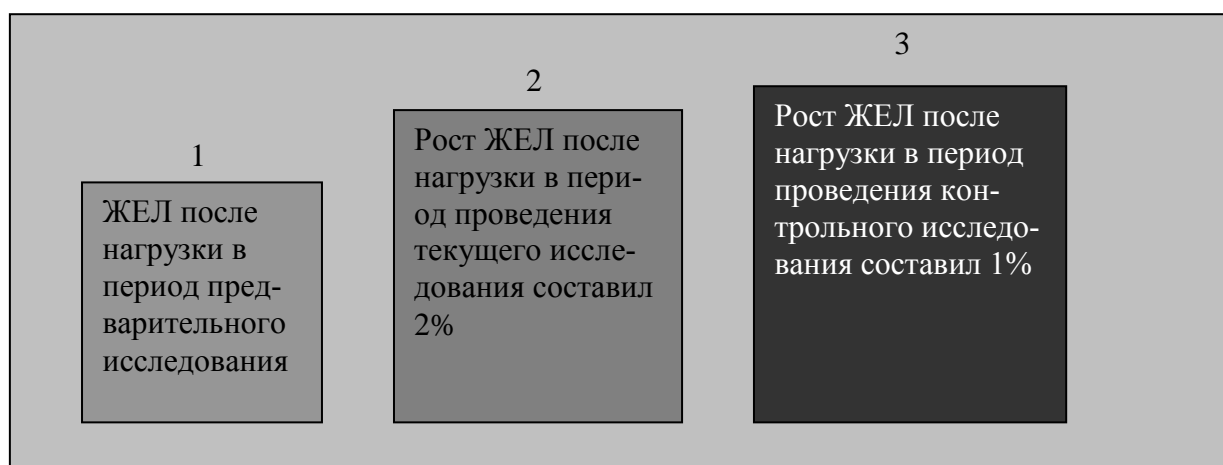 1
ЖЕЛ после
нагрузки в
период пред-
варительного
исследования
2
Рост ЖЕЛ после
нагрузки в пери-
од проведения
текущего иссле-
дования составил
2%
3
Рост ЖЕЛ после
нагрузки в период
проведения кон-
трольного исследо-
вания составил 1%